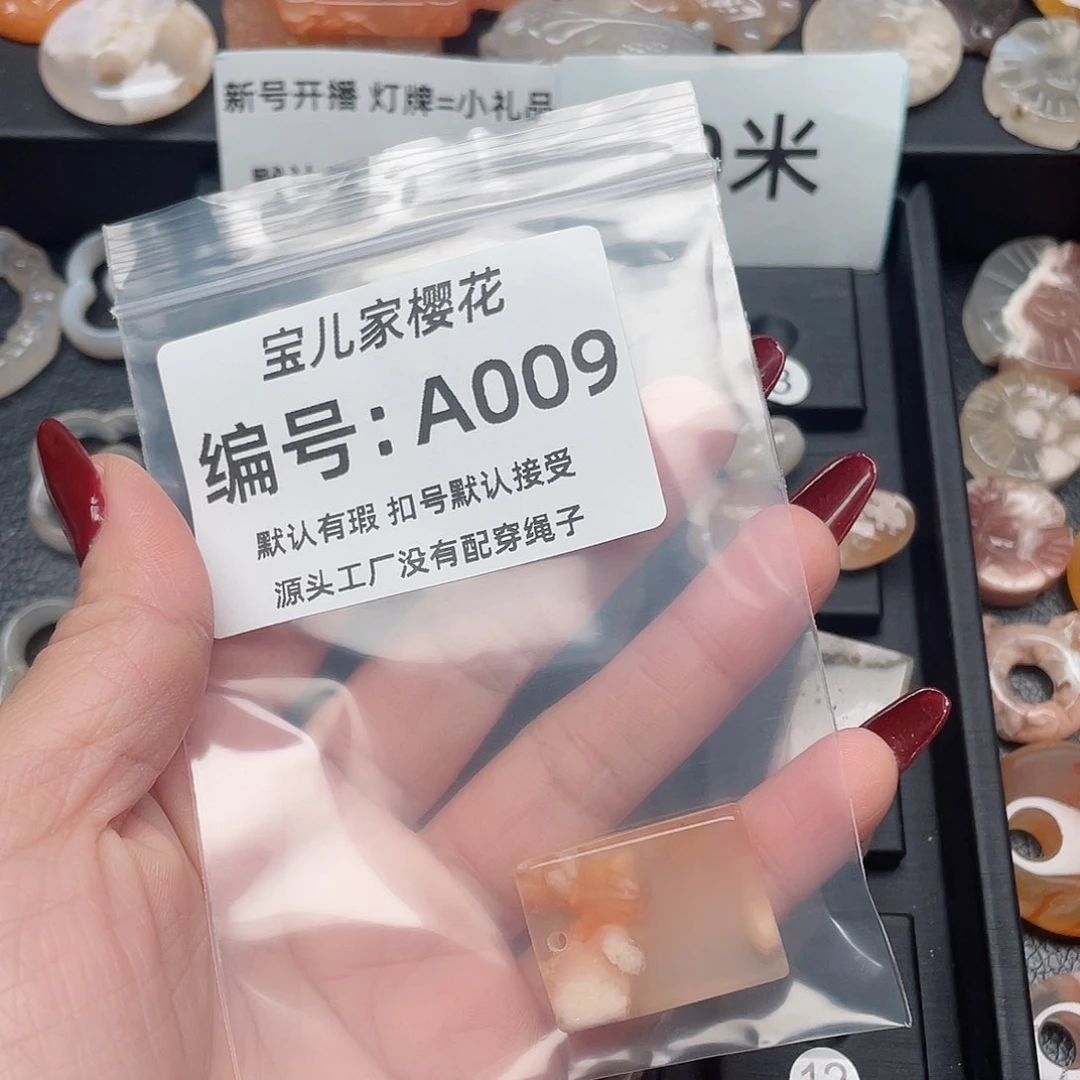 新号开播 灯牌=小礼品
米
宝儿家樱花
编号:A009
默认有瑕 扣号默认接受
源头工厂没有配穿绳子
12